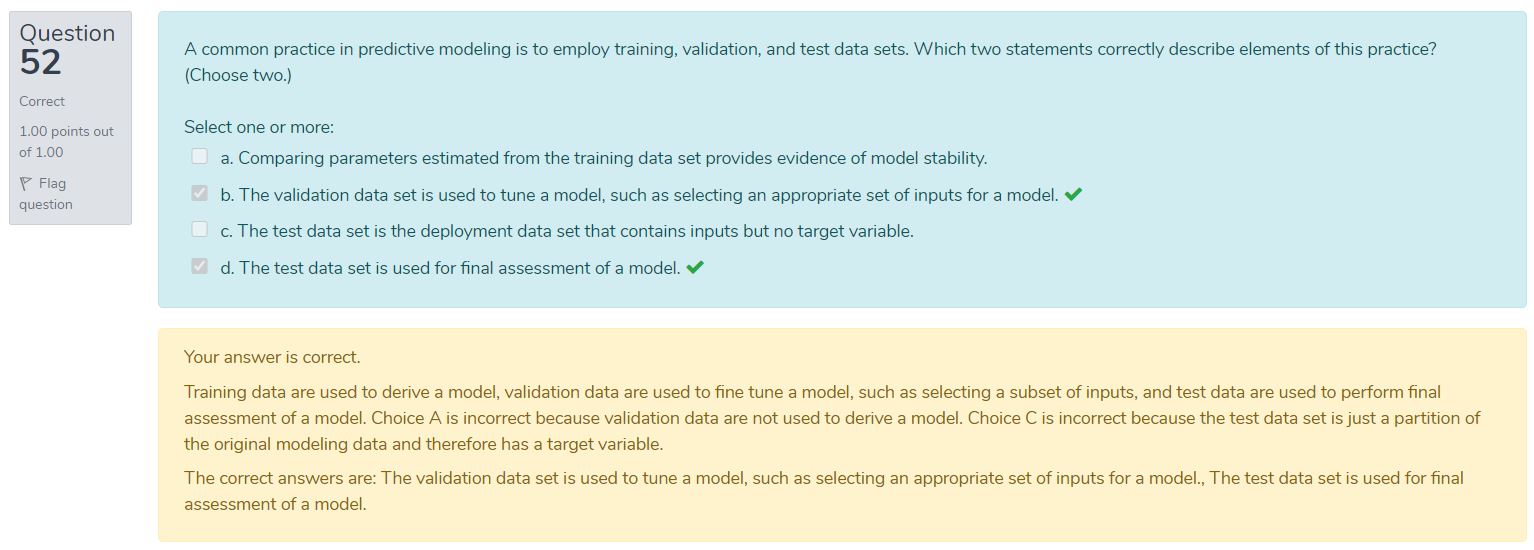 Question
52
Correct
1.00 points out
of 1.00
Flag
question
A common practice in predictive modeling is to employ training, validation, and test data sets. Which two statements correctly describe elements of this practice?
(Choose two.)
Select one or more:
a. Comparing parameters estimated from the training data set provides evidence of model stability.
b. The validation data set is used to tune a model, such as selecting an appropriate set of inputs for a model.
c. The test data set is the deployment data set that contains inputs but no target variable.
d. The test data set is used for final assessment of a model.
Your answer is correct.
Training data are used to derive a model, validation data are used to fine tune a model, such as selecting a subset of inputs, and test data are used to perform final
assessment of a model. Choice A is incorrect because validation data are not used to derive a model. Choice C is incorrect because the test data set is just a partition of
the original modeling data and therefore has a target variable.
The correct answers are: The validation data set is used to tune a model, such as selecting an appropriate set of inputs for a model., The test data set is used for final
assessment of a model.